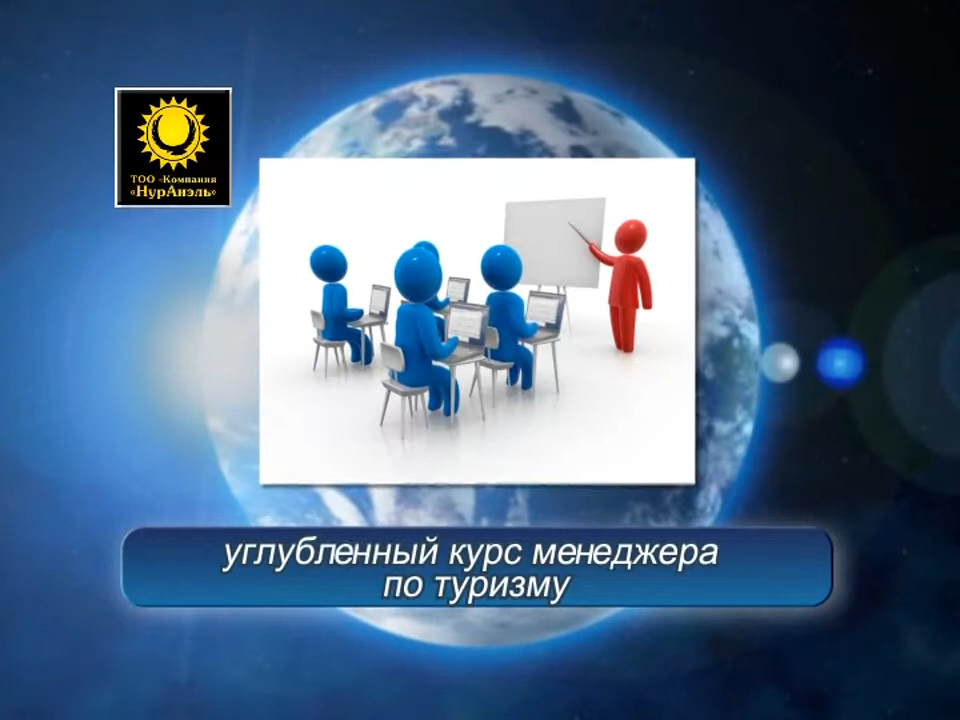 ТОО «Компания
«НурАнэль»
углубленный курс менеджера
по туризму